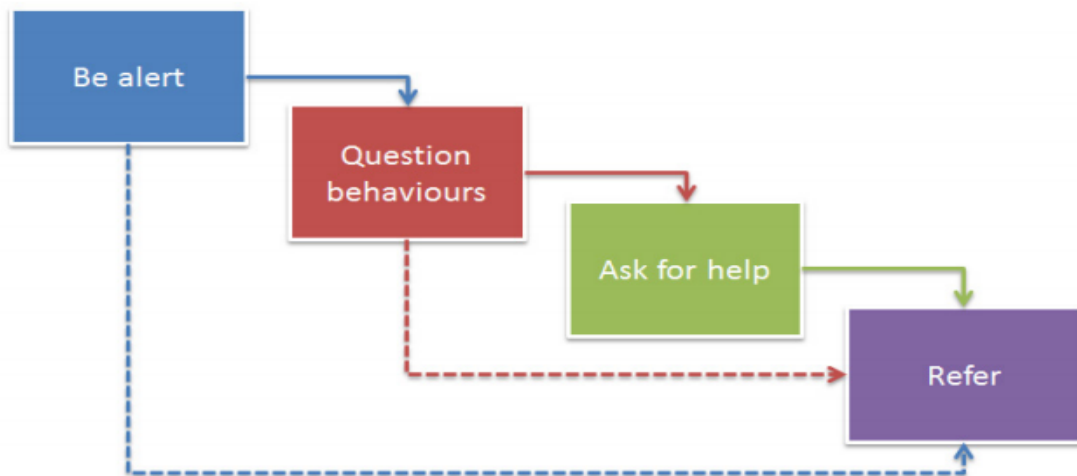 Be alert
Question
behaviours
Ask for help
Refer